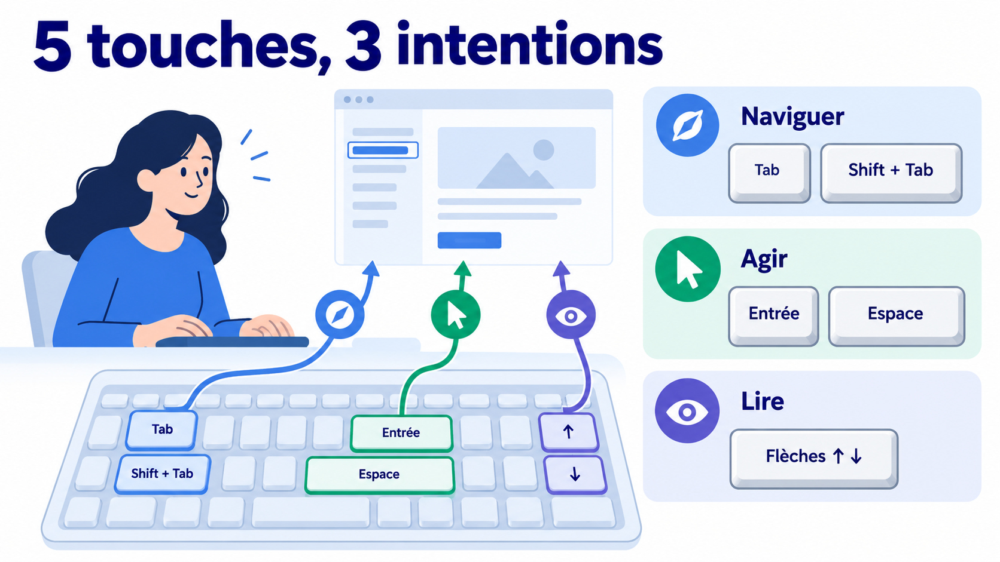 5 touches, 3 intentions
Naviguer
Tab
Shift + Tab
Agir
Entrée
Espace
Lire
Flèches ↑ ↓
Tab
Entrée
↑
Shift + Tab
Espace
↓